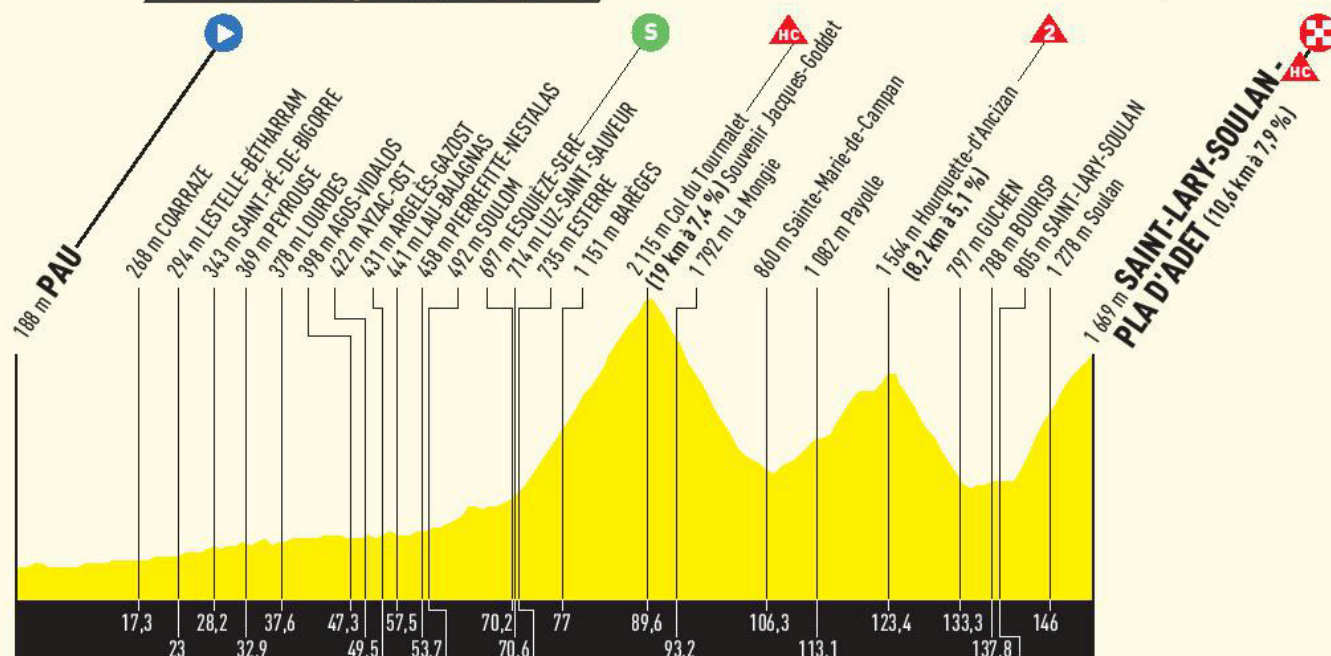 S
HC
2
HC
188 m PAU
268 m COARRAZE
294 m LESTELLE-BÉTHARRAM
343 m SAINT-PÉ-DE-BIGORRE
369 m PEYROUSE
378 m LOURDES
398 m AGOS-VIDALOS
422 m AYZAC-OST
431 m ARGELÈS-GAZOST
441 m LAU-BALAGNAS
458 m PIERREFITTE-NESTALAS
492 m SOULOM
697 m ESQUIÈZE-SERE
714 m LUZ-SAINT-SAUVEUR
735 m ESTERRE
1 151 m BARÈGES
2 115 m Col du Tourmalet
(19 km à 7,4 %) Souvenir Jacques-Goddet
1 792 m La Mongie
860 m Sainte-Marie-de-Campan
1 082 m Payolle
1 564 m Hourquette-d'Ancizan
(8,2 km à 5,1 %)
797 m GUCHEN
788 m BOURISP
805 m SAINT-LARY-SOULAN
1 278 m Soulan
1 669 m SAINT-LARY-SOULAN -
PLA D'ADET (10,6 km à 7,9 %)
17,3 28,2 37,6 47,3 57,5 70,2 77 89,6 106,3 123,4 133,3 146
23 32,9 49,5 53,7 70,6 93,2 113,1 137,8